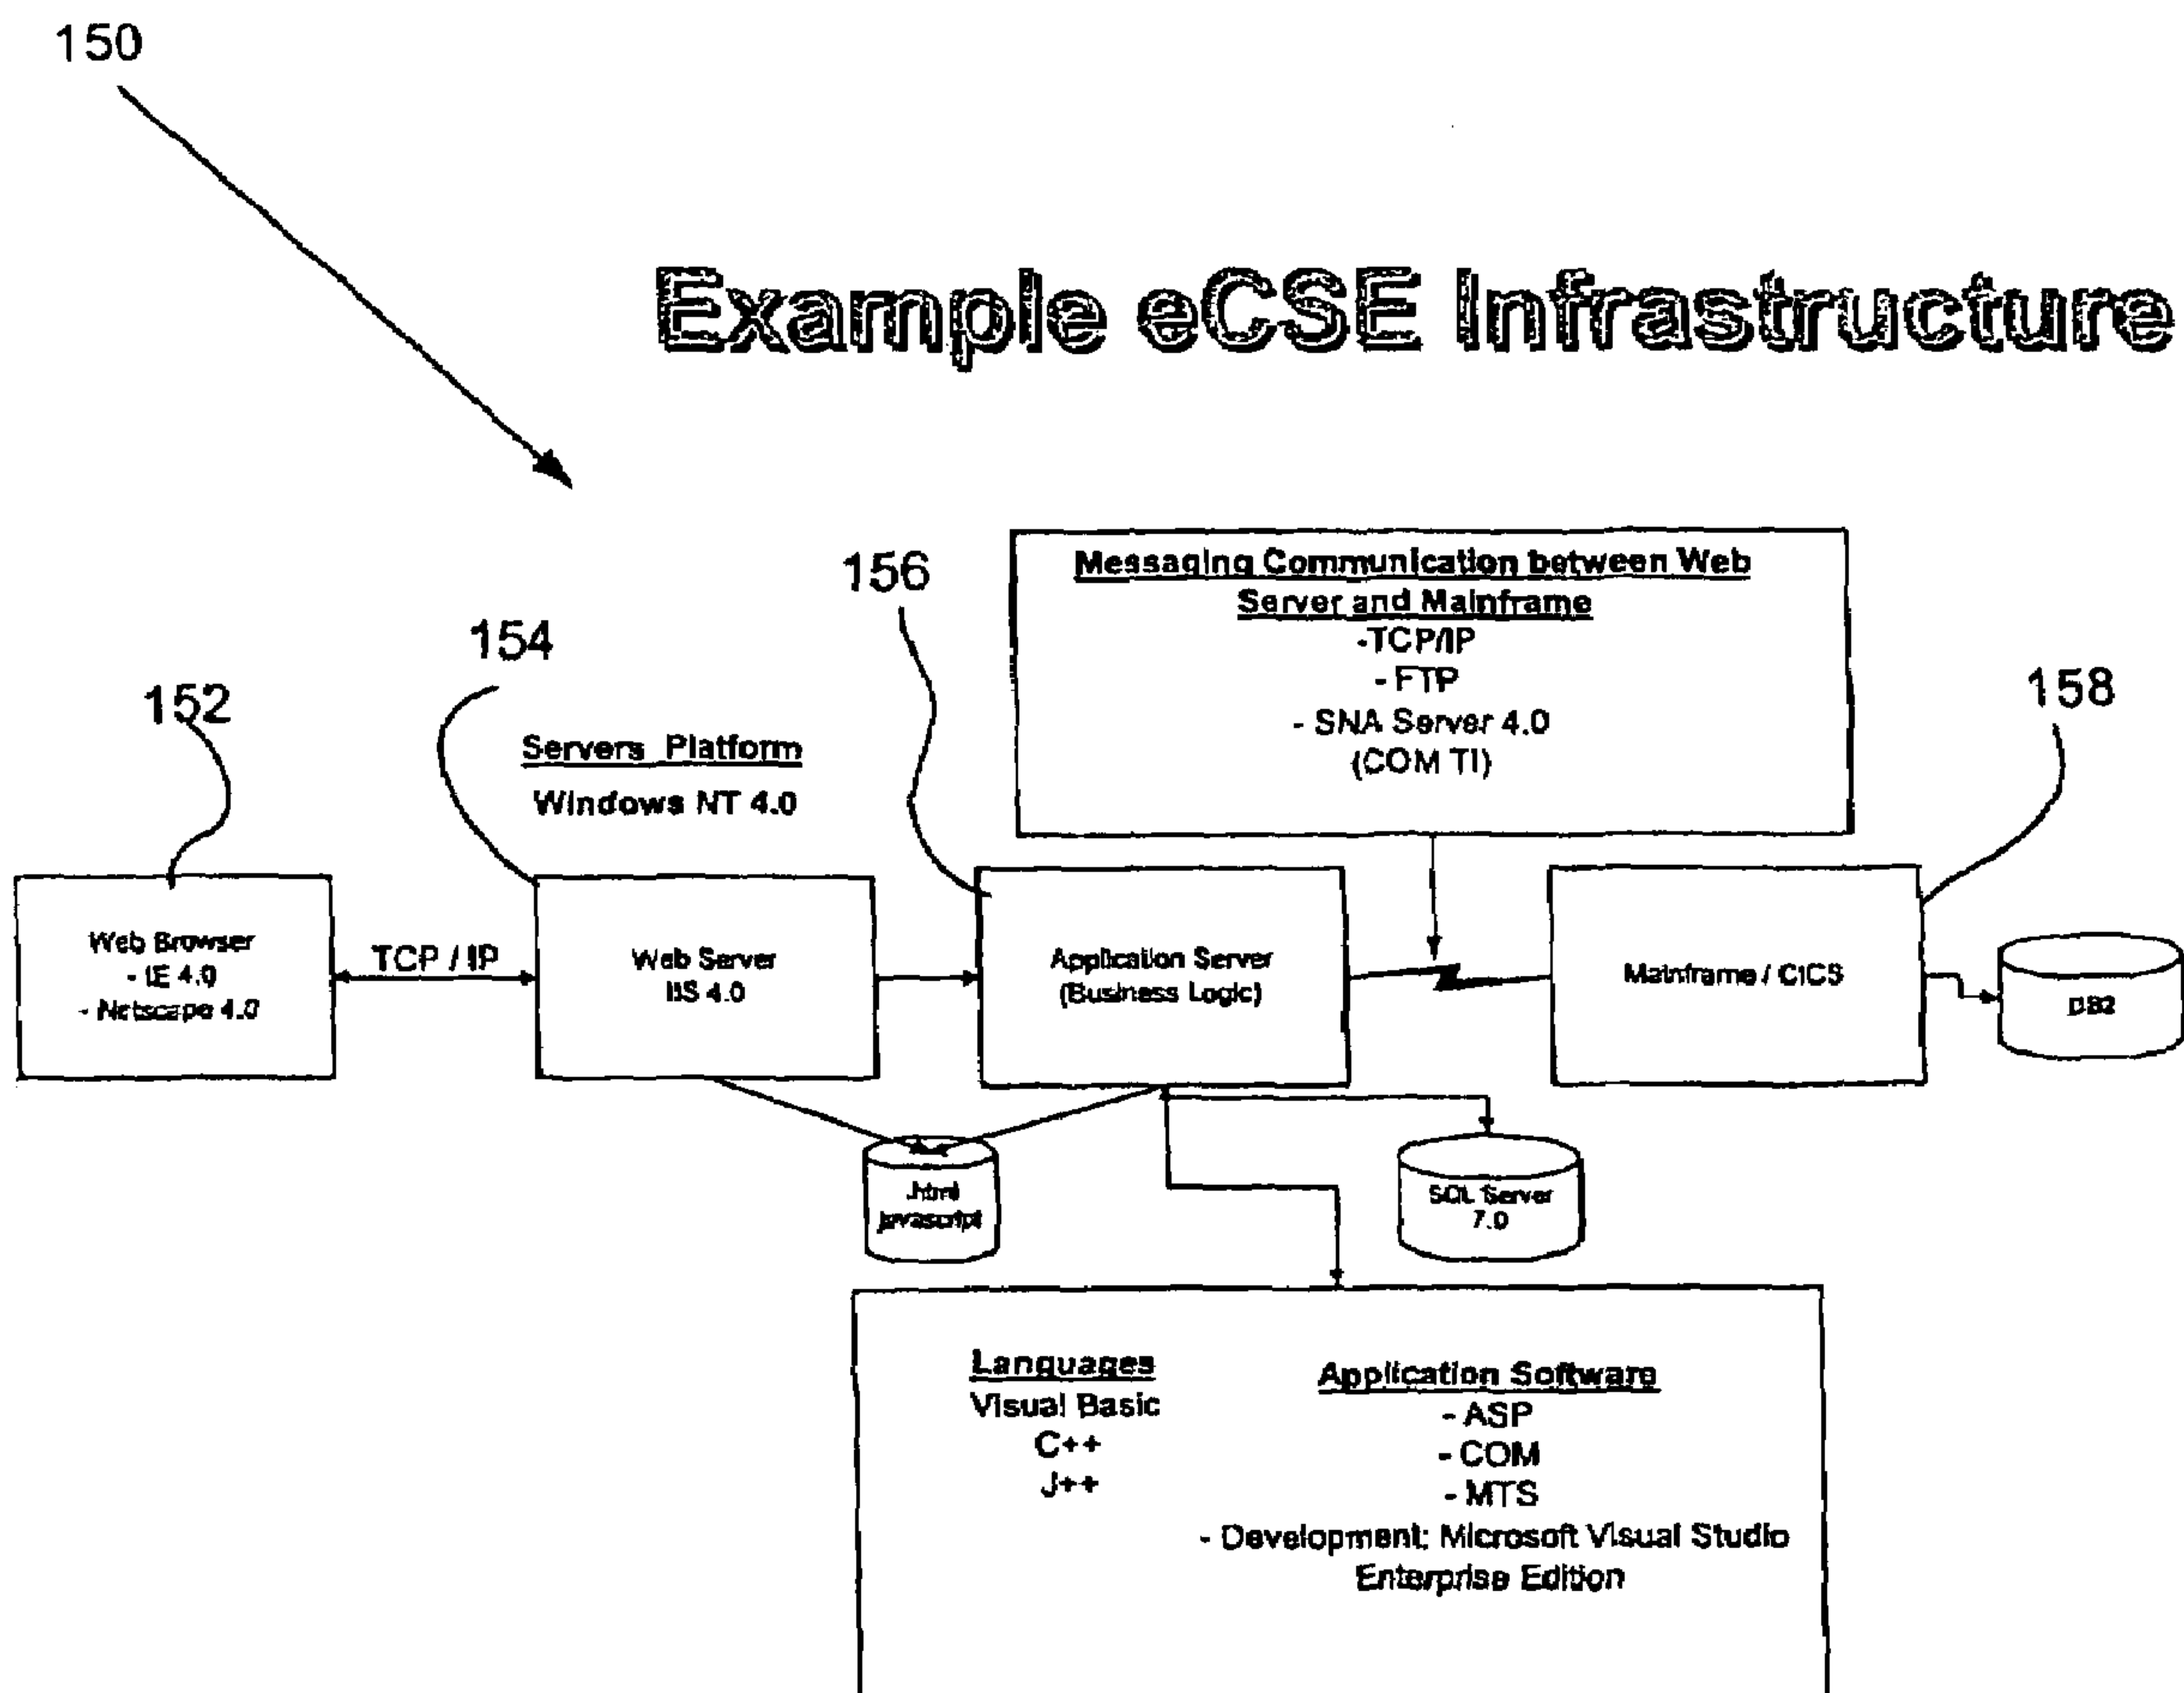 150
Example eCSE Infrastructure
156
Messaging Communication between Web
Server and Mainframe
-TCP/IP
- FTP
- SNA Server 4.0
(COM TI)
154
152
158
Servers Platform
Windows NT 4.0
Web Browser
- IE 4.0
- Netscape 4.0
TCP / IP
Web Server
IIS 4.0
Application Server
(Business Logic)
Mainframe / CICS
DB2
.html
javascript
SQL Server
7.0
Languages
Visual Basic
C++
J++
Application Software
- ASP
- COM
- MTS
- Development: Microsoft Visual Studio
Enterprise Edition